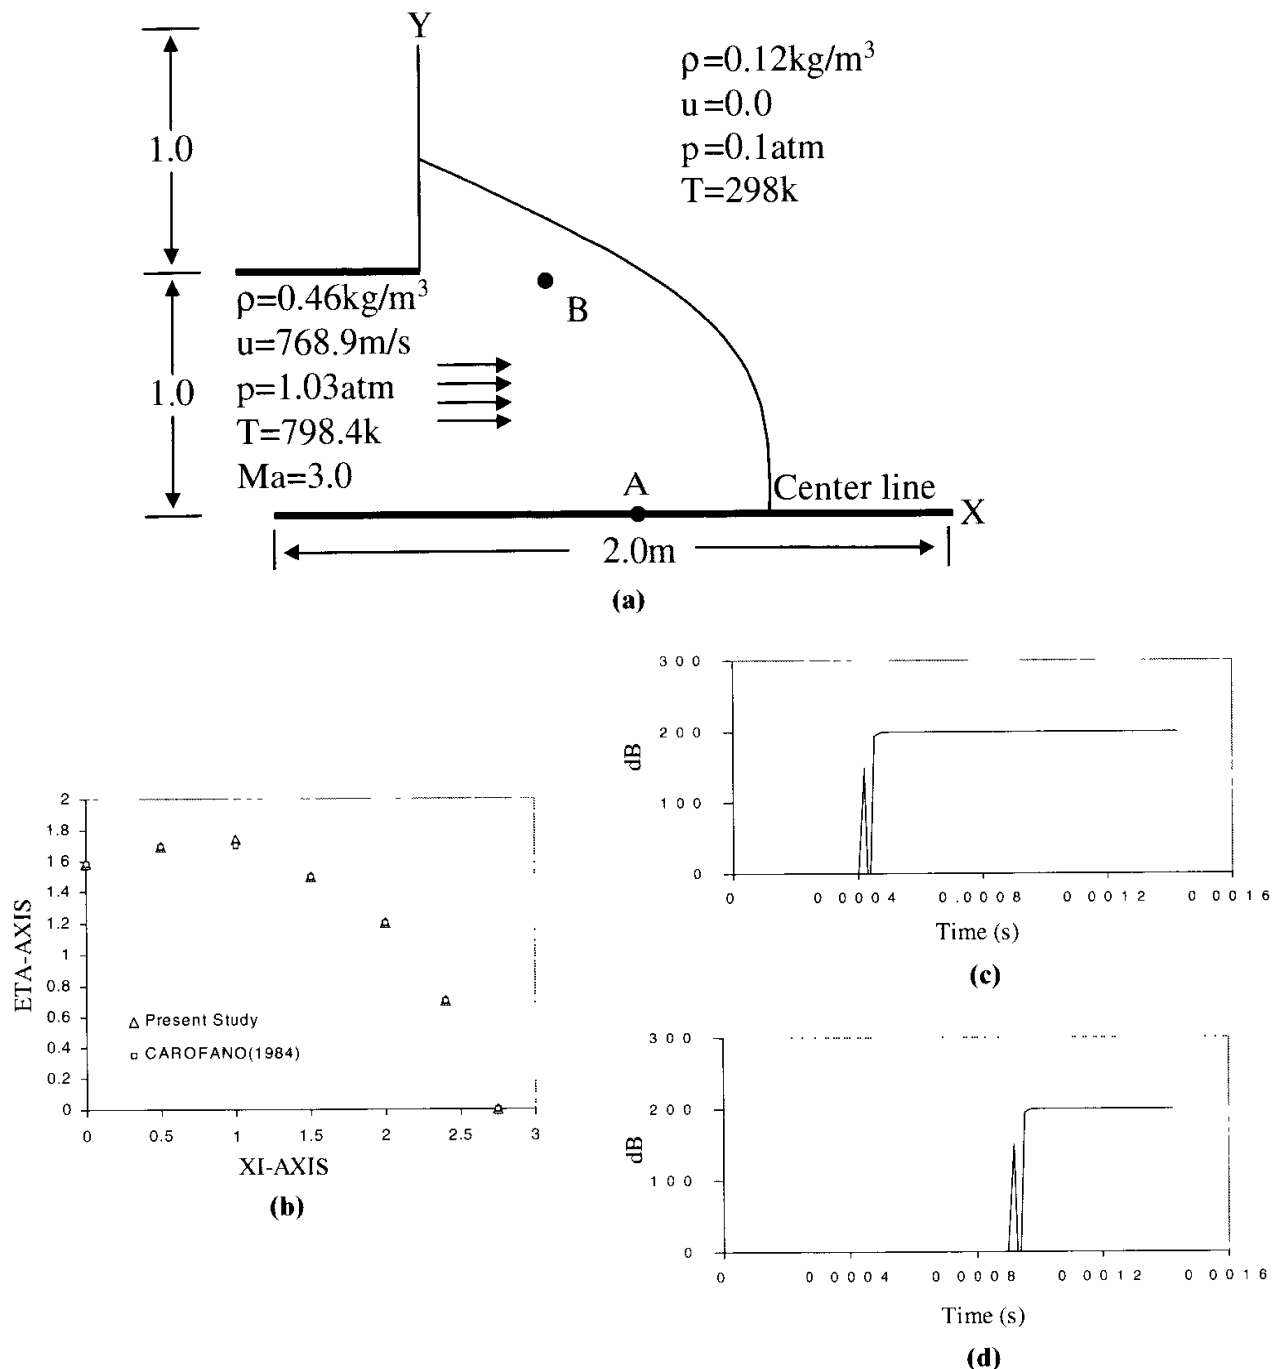 Y
ρ=0.12kg/m³
u=0.0
p=0.1atm
T=298k
1.0
1.0
ρ=0.46kg/m³
u=768.9m/s
p=1.03atm
T=798.4k
Ma=3.0
B
A
Center line
X
2.0m
(a)
300
200
100
0
dB
0 0.0004 0.0008 0.0012 0.0016
Time (s)
(c)
2
1.8
1.6
1.4
1.2
1
0.8
0.6
0.4
0.2
0
ETA-AXIS
△ Present Study
□ CAROFANO(1984)
0 0.5 1 1.5 2 2.5 3
XI-AXIS
(b)
300
200
100
0
dB
0 0.0004 0.0008 0.0012 0.0016
Time (s)
(d)